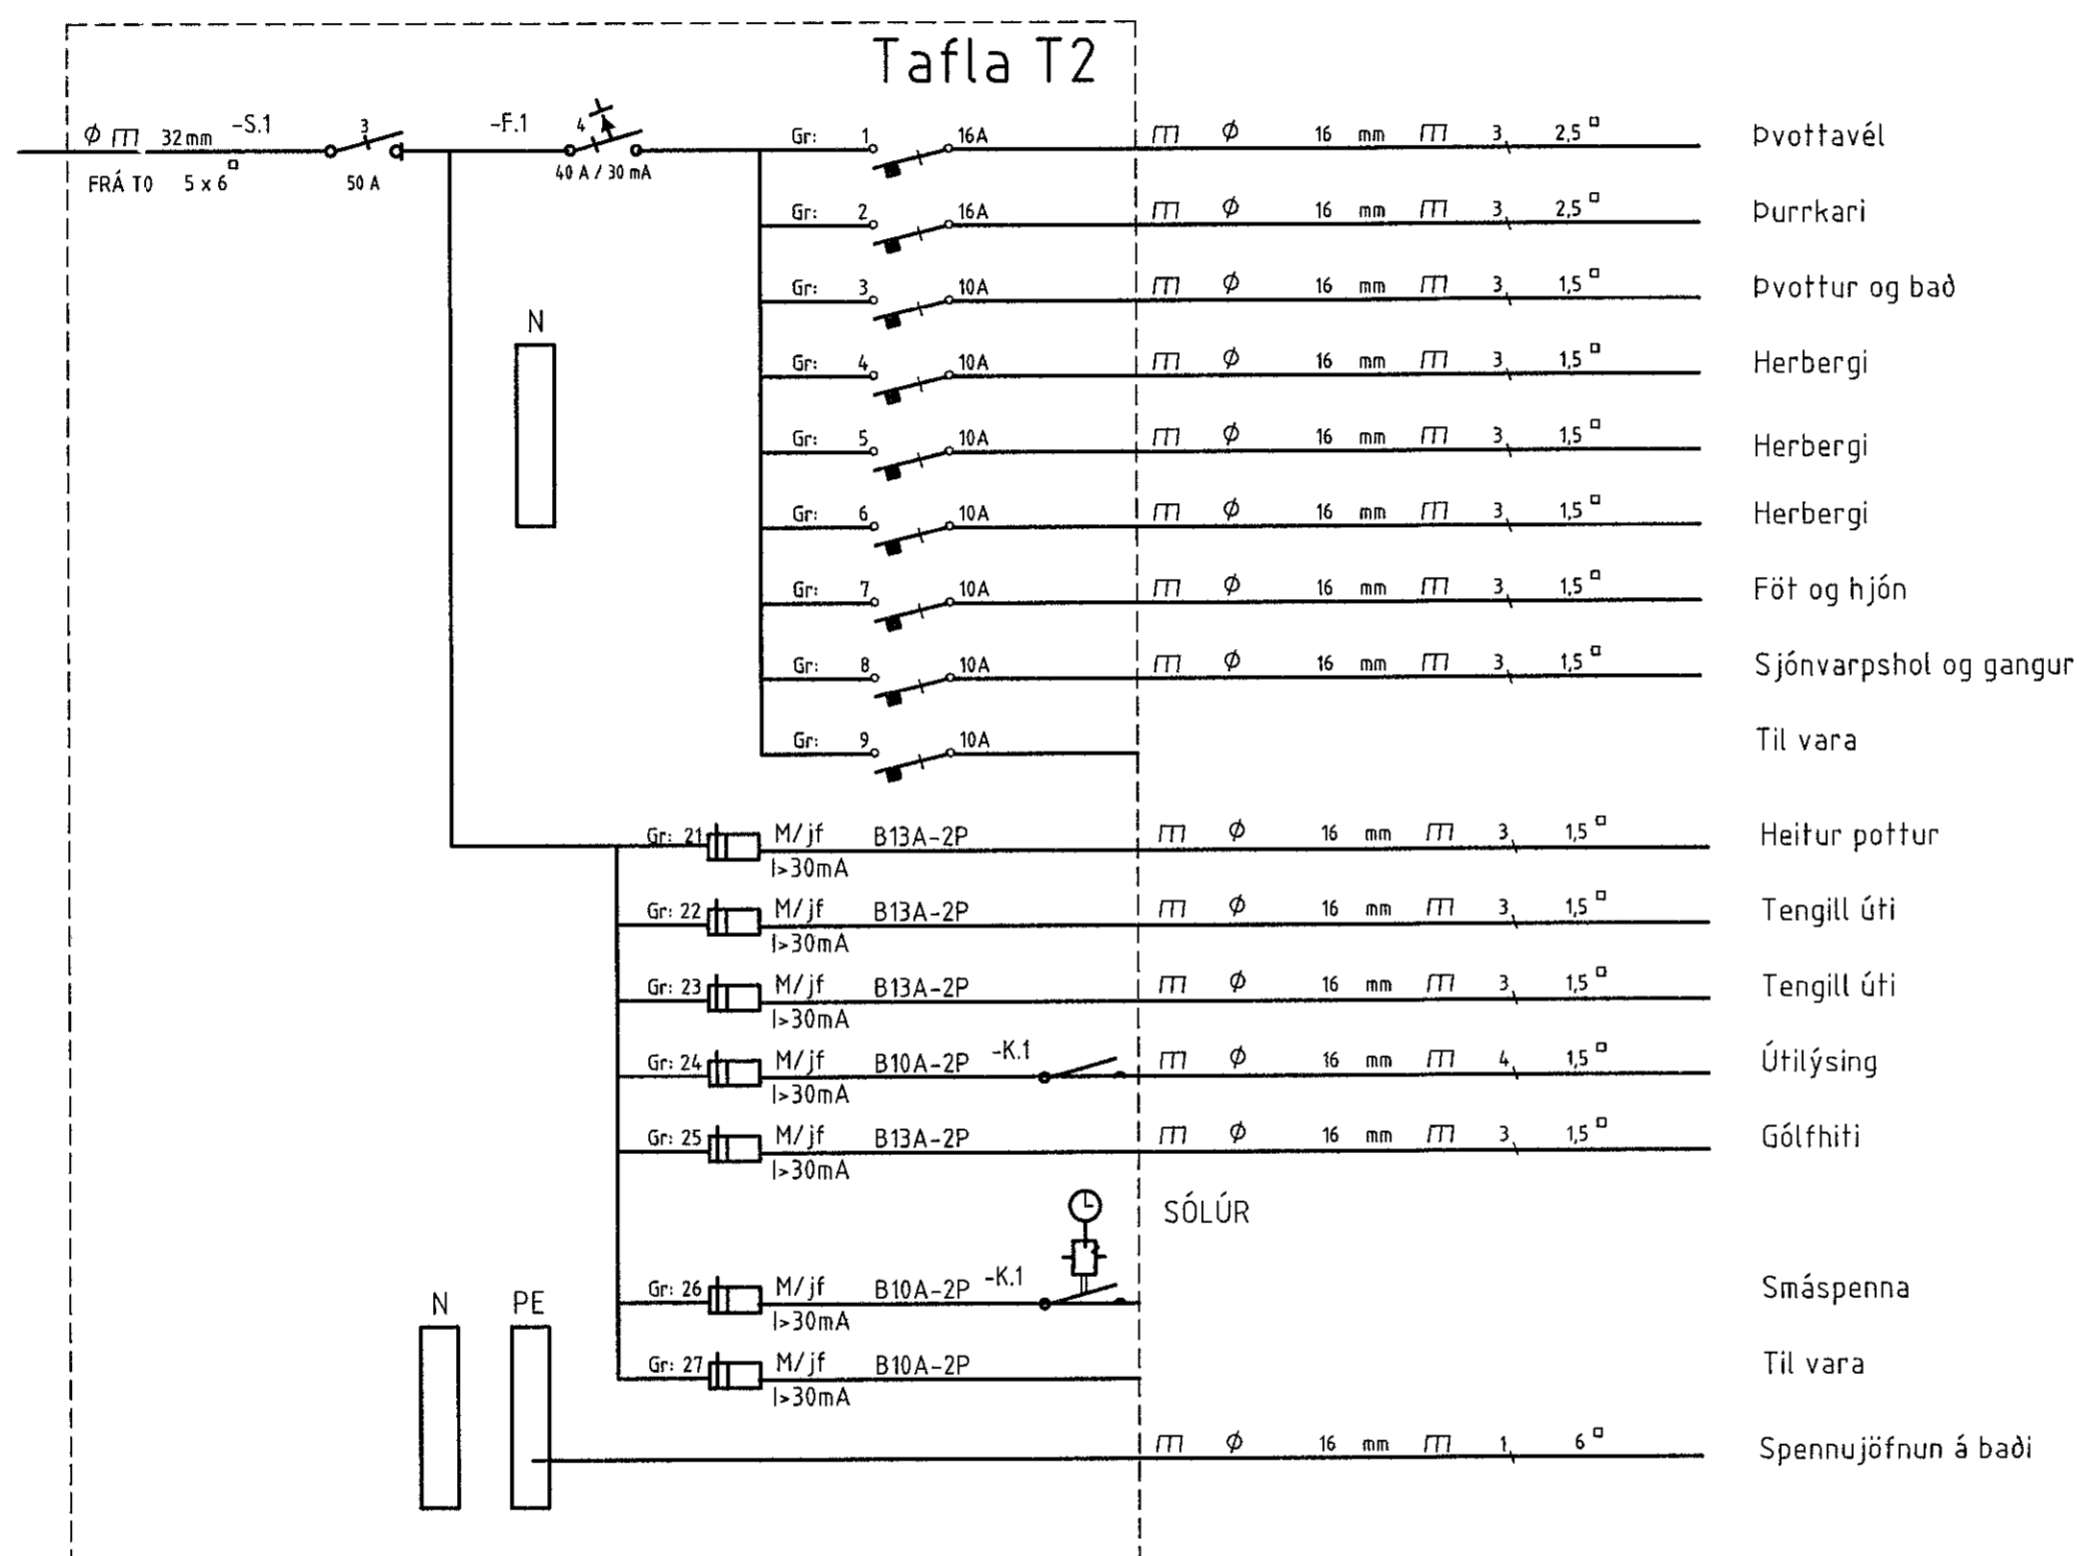 Tafla T2
Ø 32 mm -S.1 3 -F.1 4
FRÁ T0 5 x 6□ 50 A 40 A / 30 mA
Gr: 1 16A Ø 16 mm 3 2,5□ Þvottavél
Gr: 2 16A Ø 16 mm 3 2,5□ Þurrkari
Gr: 3 10A Ø 16 mm 3 1,5□ Þvottur og bað
N
Gr: 4 10A Ø 16 mm 3 1,5□ Herbergi
Gr: 5 10A Ø 16 mm 3 1,5□ Herbergi
Gr: 6 10A Ø 16 mm 3 1,5□ Herbergi
Gr: 7 10A Ø 16 mm 3 1,5□ Föt og hjón
Gr: 8 10A Ø 16 mm 3 1,5□ Sjónvarpshol og gangur
Gr: 9 10A Til vara
Gr: 21 M/jf B13A-2P Ø 16 mm 3 1,5□ Heitur pottur
I>30mA
Gr: 22 M/jf B13A-2P Ø 16 mm 3 1,5□ Tengill úti
I>30mA
Gr: 23 M/jf B13A-2P Ø 16 mm 3 1,5□ Tengill úti
I>30mA
Gr: 24 M/jf B10A-2P -K.1 Ø 16 mm 4 1,5□ Útilýsing
I>30mA
Gr: 25 M/jf B13A-2P Ø 16 mm 3 1,5□ Gólfhiti
I>30mA
SÓLÚR
Gr: 26 M/jf B10A-2P -K.1 Smáspenna
I>30mA
N PE
Gr: 27 M/jf B10A-2P Til vara
I>30mA
Ø 16 mm 1 6□ Spennujöfnun á baði